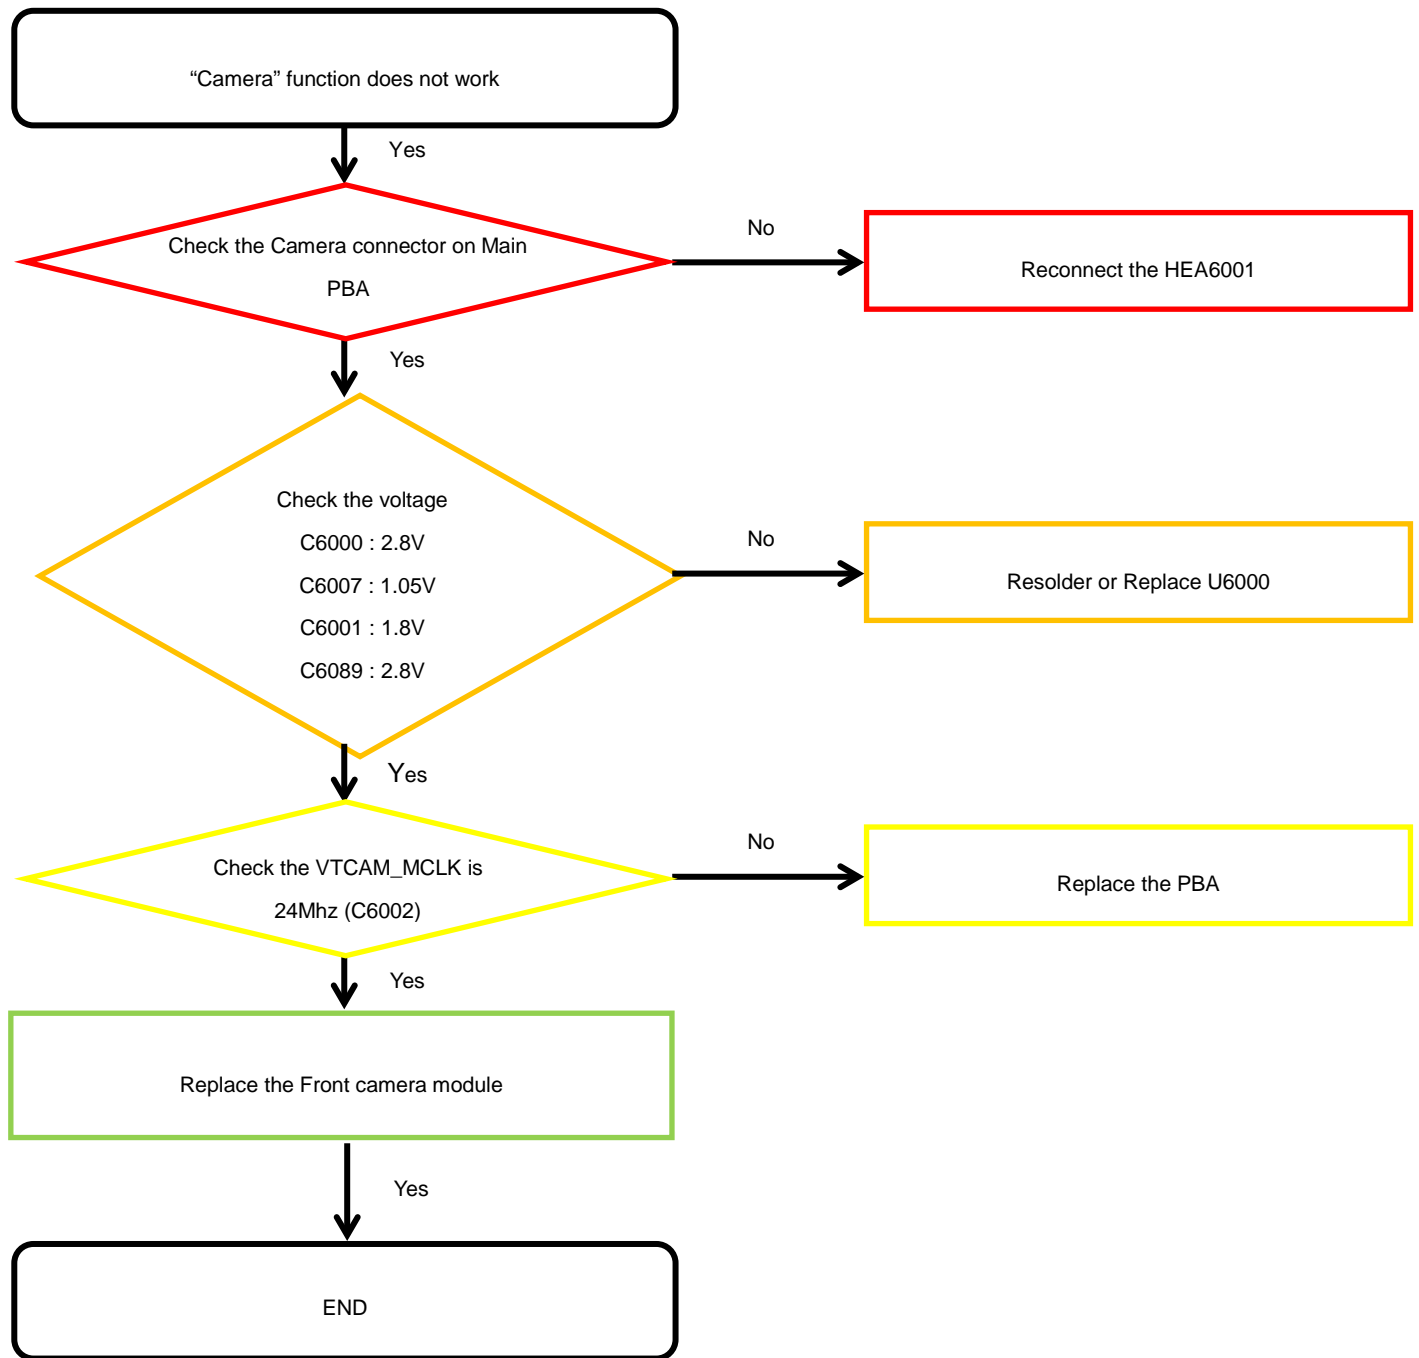 “Camera” function does not work
Yes
Check the Camera connector on Main
PBA
No
Reconnect the HEA6001
Yes
Check the voltage
C6000 : 2.8V
C6007 : 1.05V
C6001 : 1.8V
C6089 : 2.8V
No
Resolder or Replace U6000
Yes
Check the VTCAM_MCLK is
24Mhz (C6002)
No
Replace the PBA
Yes
Replace the Front camera module
Yes
END